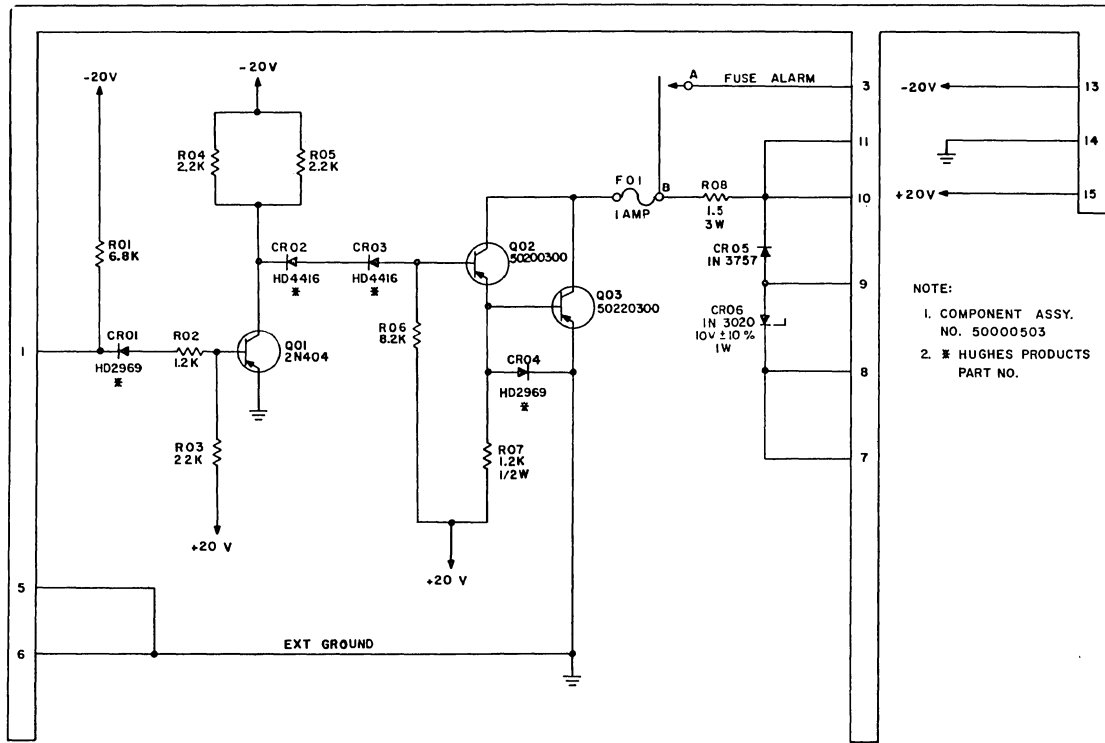 -20V
-20V
R04
2.2K
R05
2.2K
R01
6.8K
CR01
HD2969
*
R02
1.2K
Q01
2N404
R03
22K
+20 V
CR02
HD4416
*
CR03
HD4416
*
R06
8.2K
Q02
50200300
Q03
50220300
CR04
HD2969
*
R07
1.2K
1/2W
+20 V
F01
1 AMP
A
FUSE ALARM
B
R08
1.5
3W
CR05
IN 3757
CR06
IN 3020
10V ±10 %
1W
EXT GROUND
1
5
6
3
11
10
9
8
7
-20V
13
14
+20V
15
NOTE:
1. COMPONENT ASSY.
NO. 50000503
2. * HUGHES PRODUCTS
PART NO.